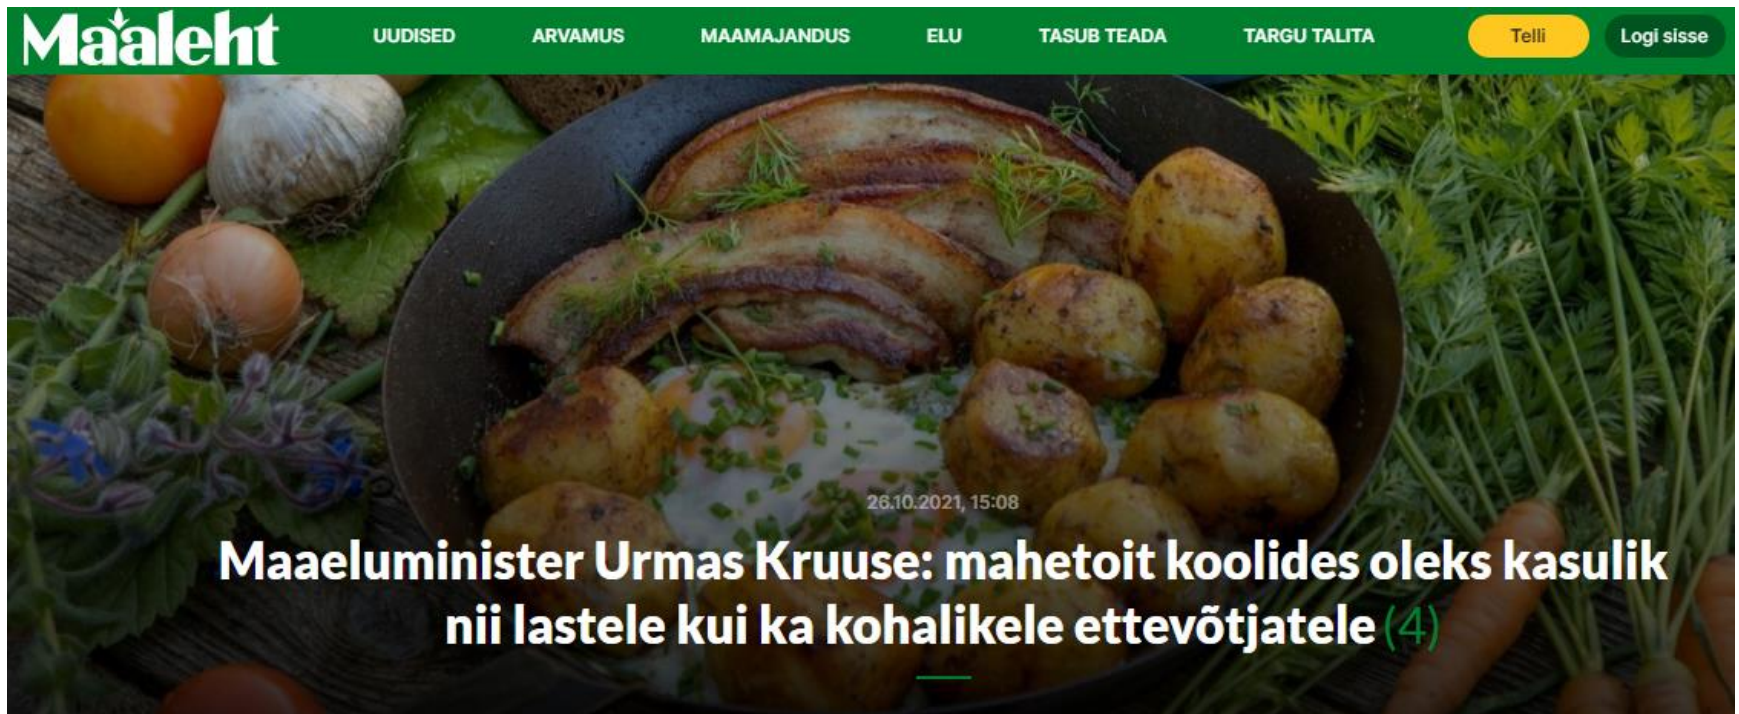 Maaleht
UUDISED ARVAMUS MAAMAJANDUS ELU TASUB TEADA TARGU TALITA Telli Logi sisse
26.10.2021, 15:08
Maaeluminister Urmas Kruuse: mahetoit koolides oleks kasulik
nii lastele kui ka kohalikele ettevõtjatele (4)